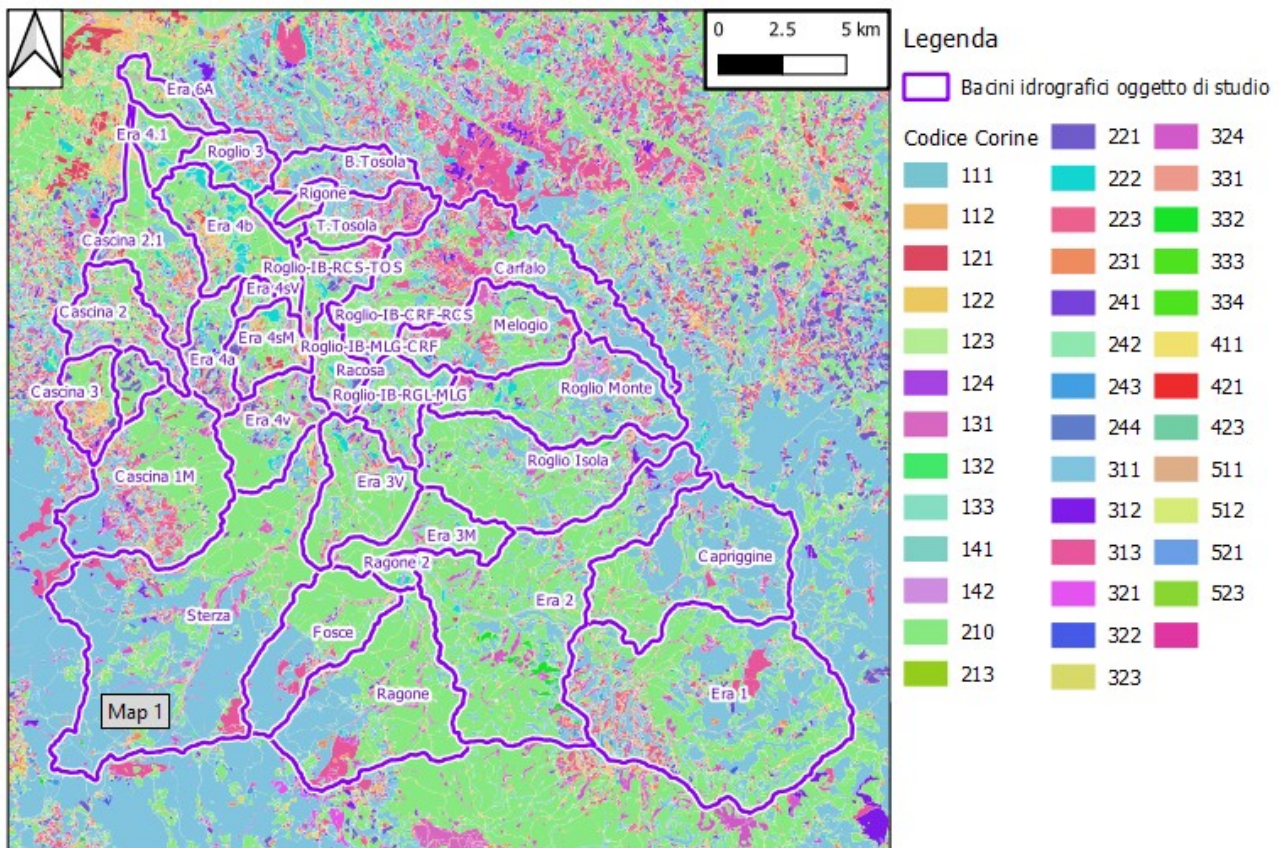 0 2.5 5 km
Legenda
Bacini idrografici oggetto di studio
Codice Corine
111
112
121
122
123
124
131
132
133
141
142
210
213
221
222
223
231
241
242
243
244
311
312
313
321
322
323
324
331
332
333
334
411
421
423
511
512
521
523
Era 6A
Era 4.1
Roglio 3
B.Tosola
Rigone
Era 4b
T.Tosola
Cascina 2.1
Roglio-IB-RCS-TOS
Carfalo
Era 4sV
Cascina 2
Roglio-IB-CRF-RCS
Melogio
Era 4sM
Roglio-IB-MLG-CRF
Era 4a
Racosa
Roglio Monte
Cascina 3
Roglio-IB-RGL-MLG
Era 4v
Roglio Isola
Cascina 1M
Era 3V
Era 3M
Capriggine
Ragone 2
Era 2
Sterza
Fosce
Ragone
Era 1
Map 1